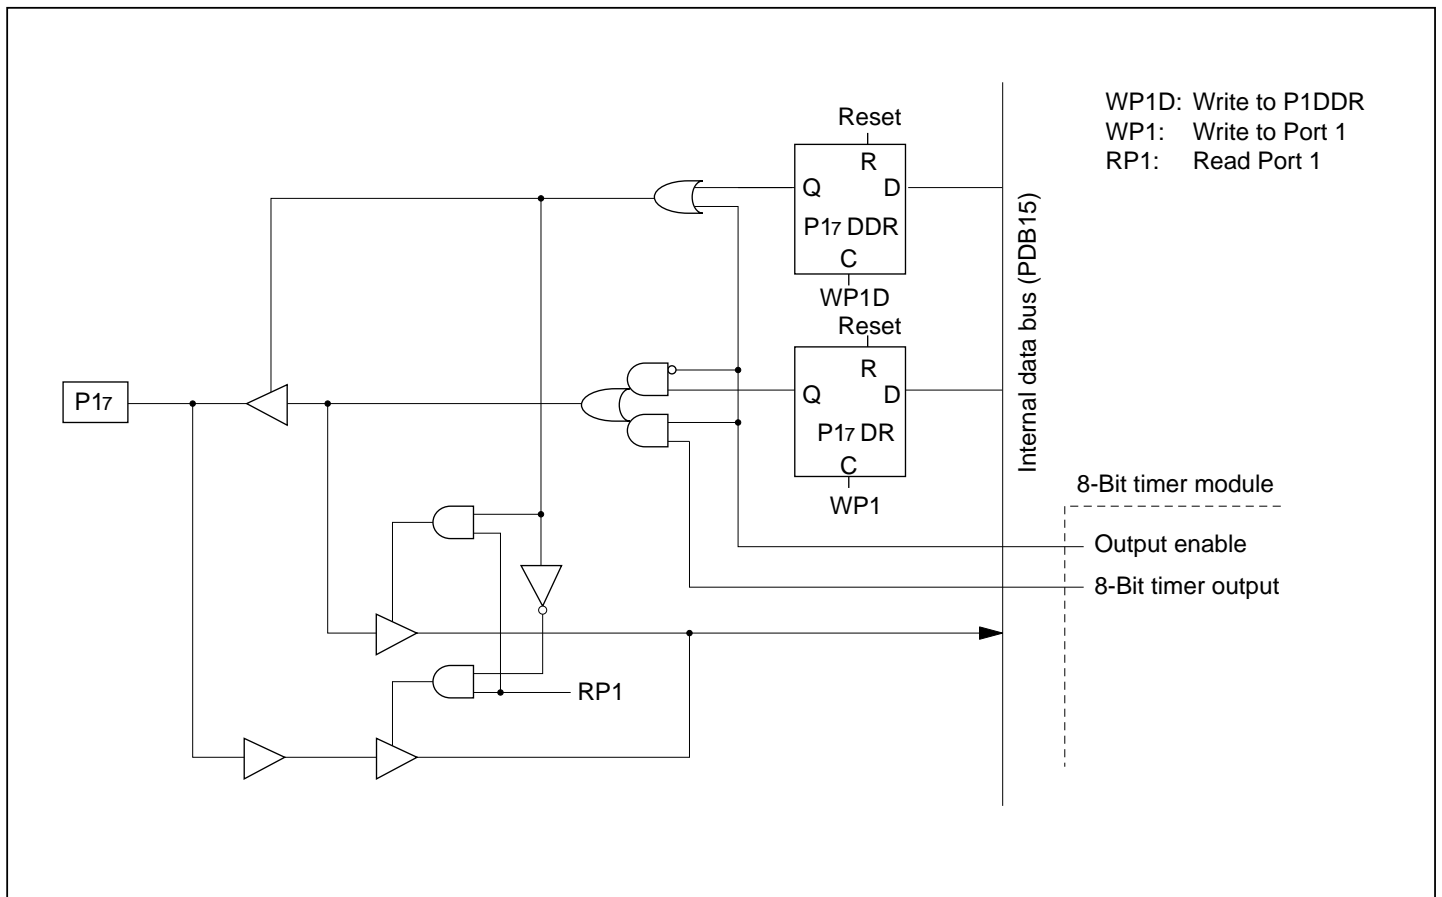 WP1D: Write to P1DDR
WP1: Write to Port 1
RP1: Read Port 1
Reset
R
Q D
P17 DDR
C
WP1D
Reset
R
Q D
P17 DR
C
WP1
Internal data bus (PDB15)
P17
8-Bit timer module
Output enable
8-Bit timer output
RP1